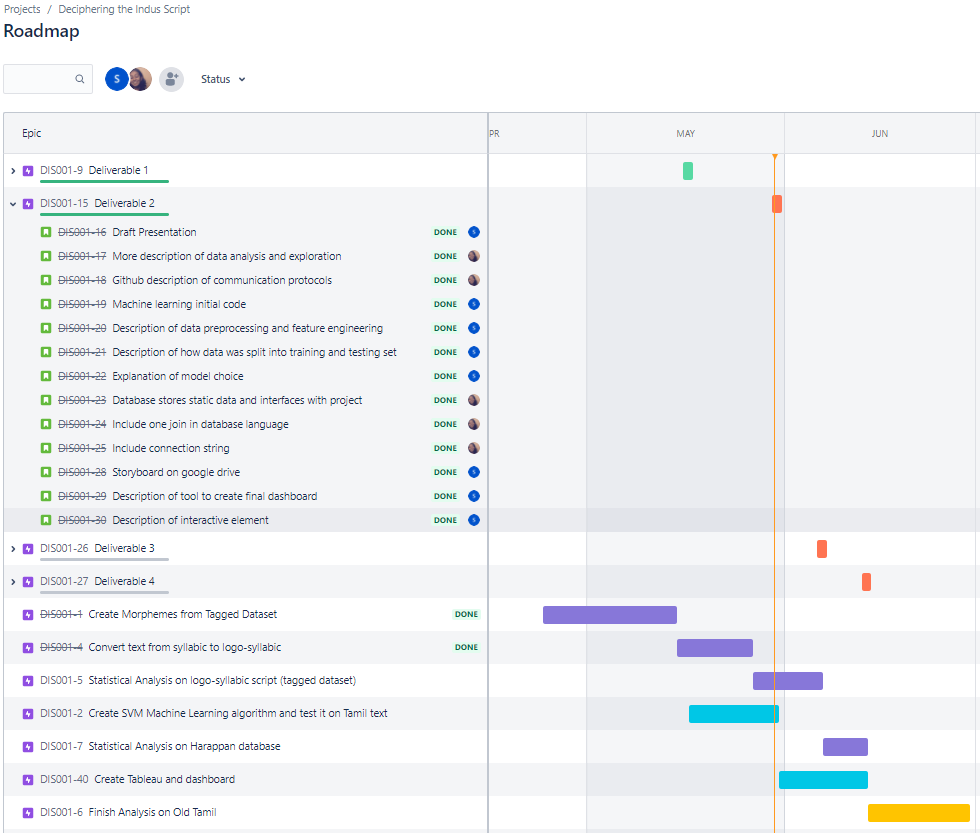 Projects / Deciphering the Indus Script
Roadmap
S Status
Epic PR MAY JUN
DIS001-9 Deliverable 1
DIS001-15 Deliverable 2
DIS001-16 Draft Presentation DONE S
DIS001-17 More description of data analysis and exploration DONE
DIS001-18 Github description of communication protocols DONE
DIS001-19 Machine learning initial code DONE S
DIS001-20 Description of data preprocessing and feature engineering DONE S
DIS001-21 Description of how data was split into training and testing set DONE S
DIS001-22 Explanation of model choice DONE S
DIS001-23 Database stores static data and interfaces with project DONE
DIS001-24 Include one join in database language DONE
DIS001-25 Include connection string DONE
DIS001-28 Storyboard on google drive DONE S
DIS001-29 Description of tool to create final dashboard DONE S
DIS001-30 Description of interactive element DONE S
DIS001-26 Deliverable 3
DIS001-27 Deliverable 4
DIS001-1 Create Morphemes from Tagged Dataset DONE
DIS001-4 Convert text from syllabic to logo-syllabic DONE
DIS001-5 Statistical Analysis on logo-syllabic script (tagged dataset)
DIS001-2 Create SVM Machine Learning algorithm and test it on Tamil text
DIS001-7 Statistical Analysis on Harappan database
DIS001-40 Create Tableau and dashboard
DIS001-6 Finish Analysis on Old Tamil